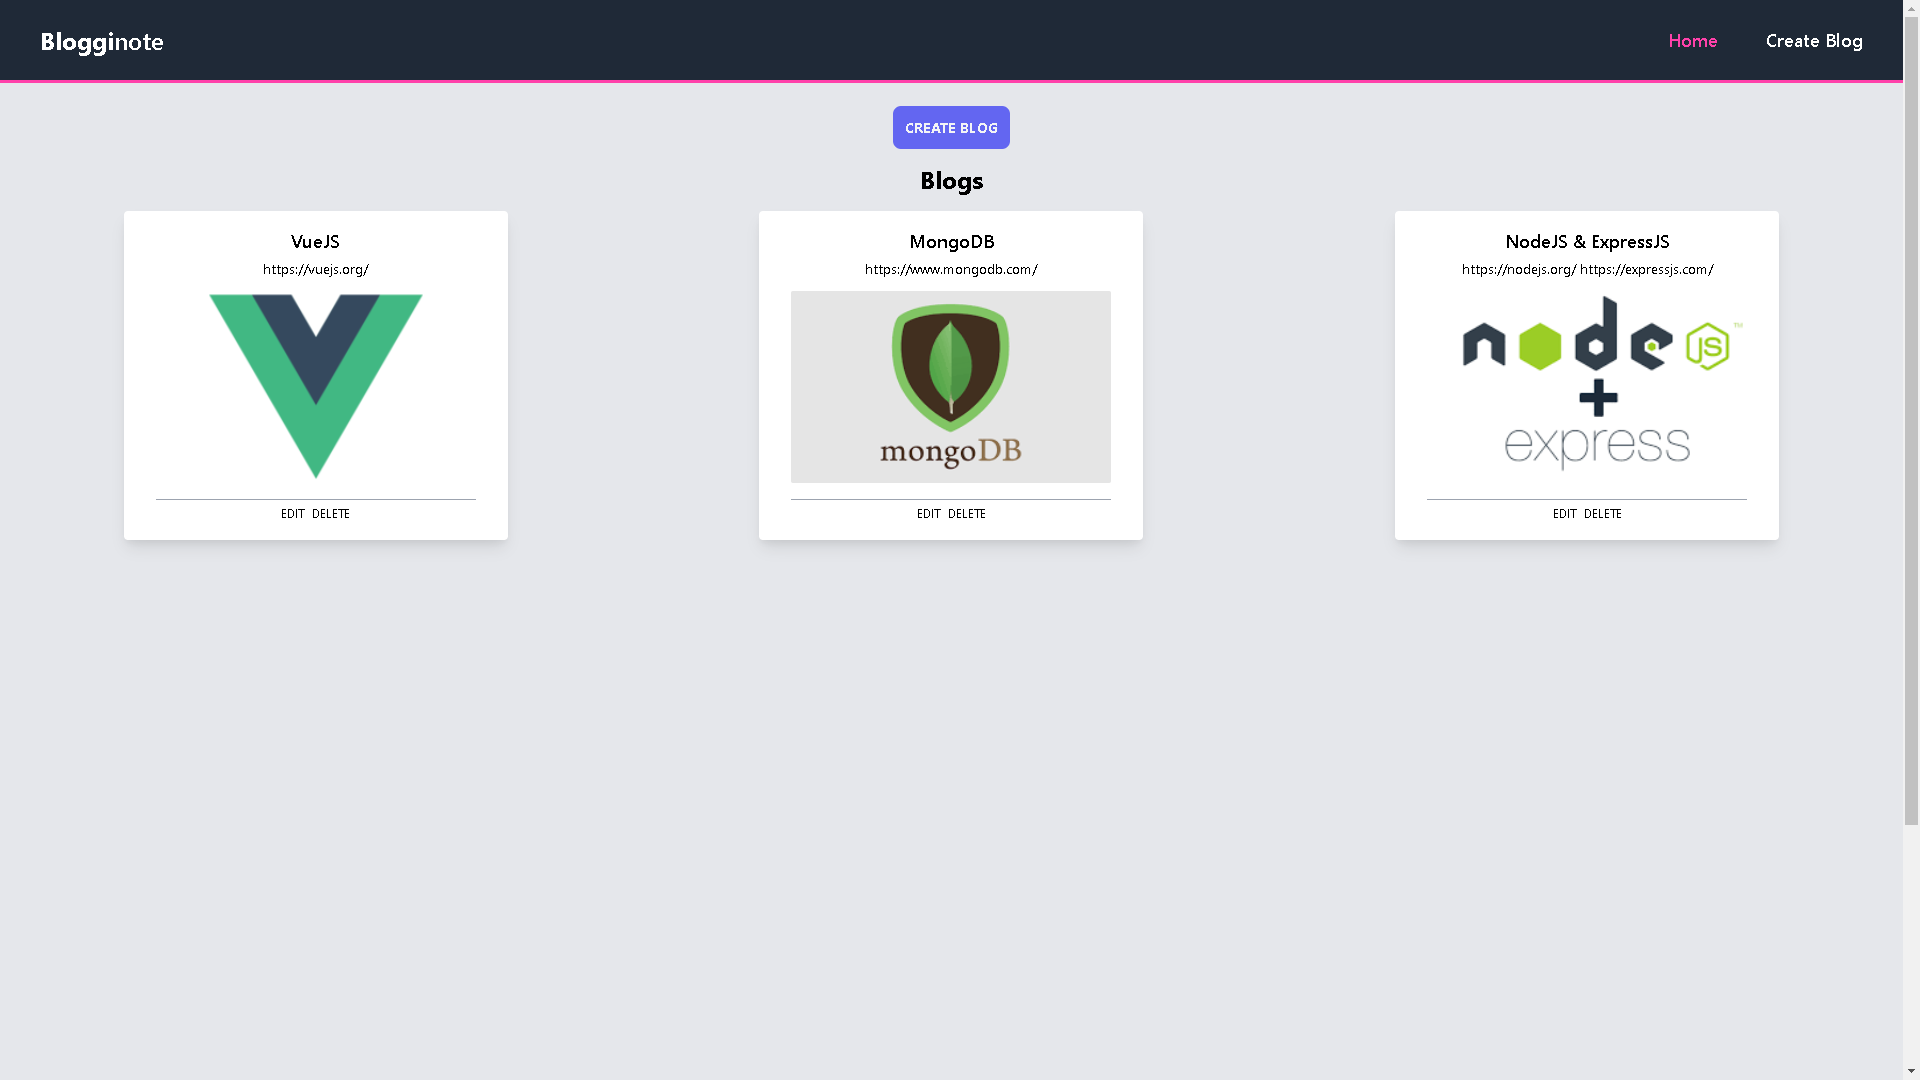 Blogginote
Home Create Blog
CREATE BLOG
Blogs
VueJS
https://vuejs.org/
EDIT DELETE
MongoDB
https://www.mongodb.com/
mongoDB
EDIT DELETE
NodeJS & ExpressJS
https://nodejs.org/ https://expressjs.com/
node JS ™
+
express
EDIT DELETE